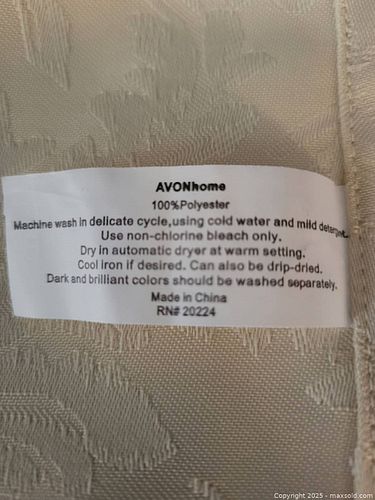 AVONhome
100%Polyester
Machine wash in delicate cycle,using cold water and mild detergent.
Use non-chlorine bleach only.
Dry in automatic dryer at warm setting.
Cool iron if desired. Can also be drip-dried.
Dark and brilliant colors should be washed separately.
Made in China
RN# 20224
Copyright © 2025 - maxsold.com